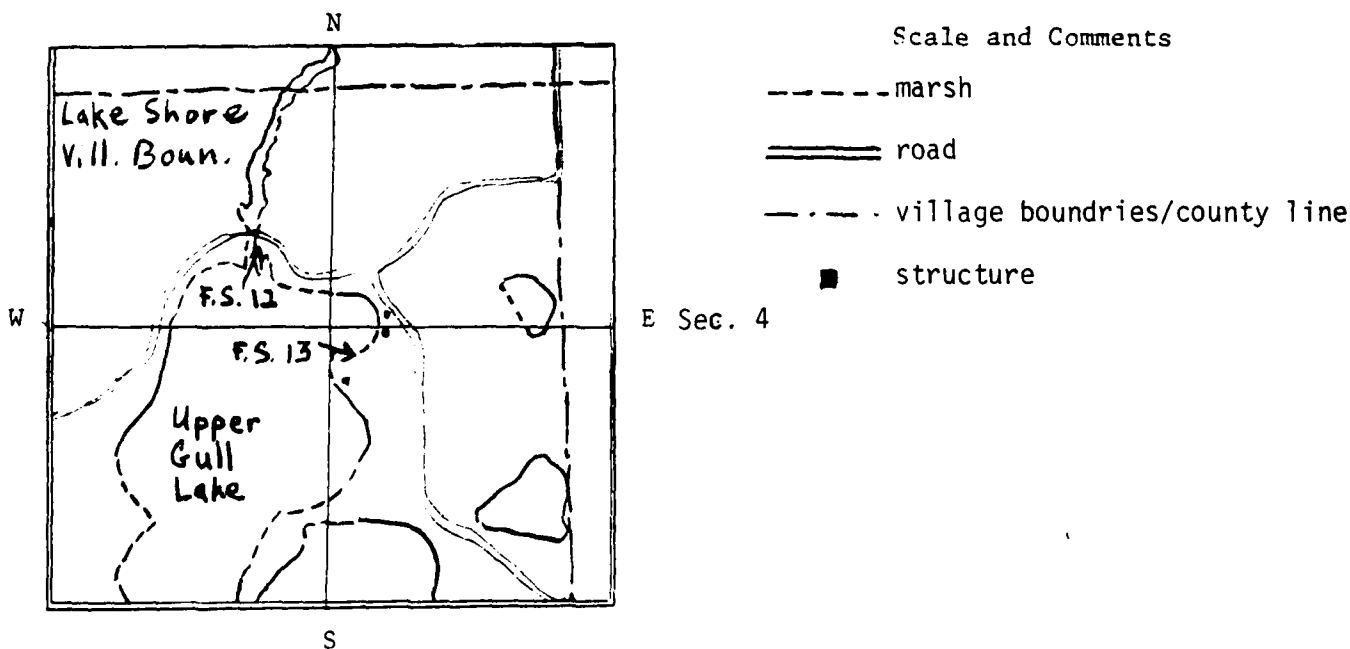 N
Scale and Comments
marsh
Lake Shore
Vill. Boun.
road
village boundries/county line
structure
F.S. 12
W
E Sec. 4
F.S. 13
Upper
Gull
Lake
S